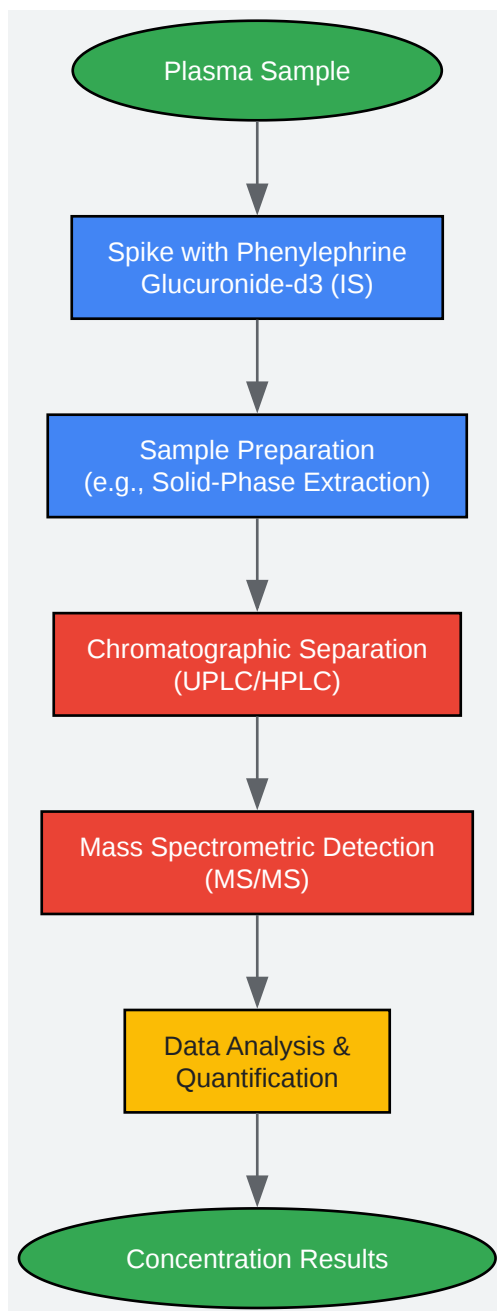 Plasma Sample
Spike with Phenylephrine
Glucuronide-d3 (IS)
Sample Preparation
(e.g., Solid-Phase Extraction)
Chromatographic Separation
(UPLC/HPLC)
Mass Spectrometric Detection
(MS/MS)
Data Analysis &
Quantification
Concentration Results